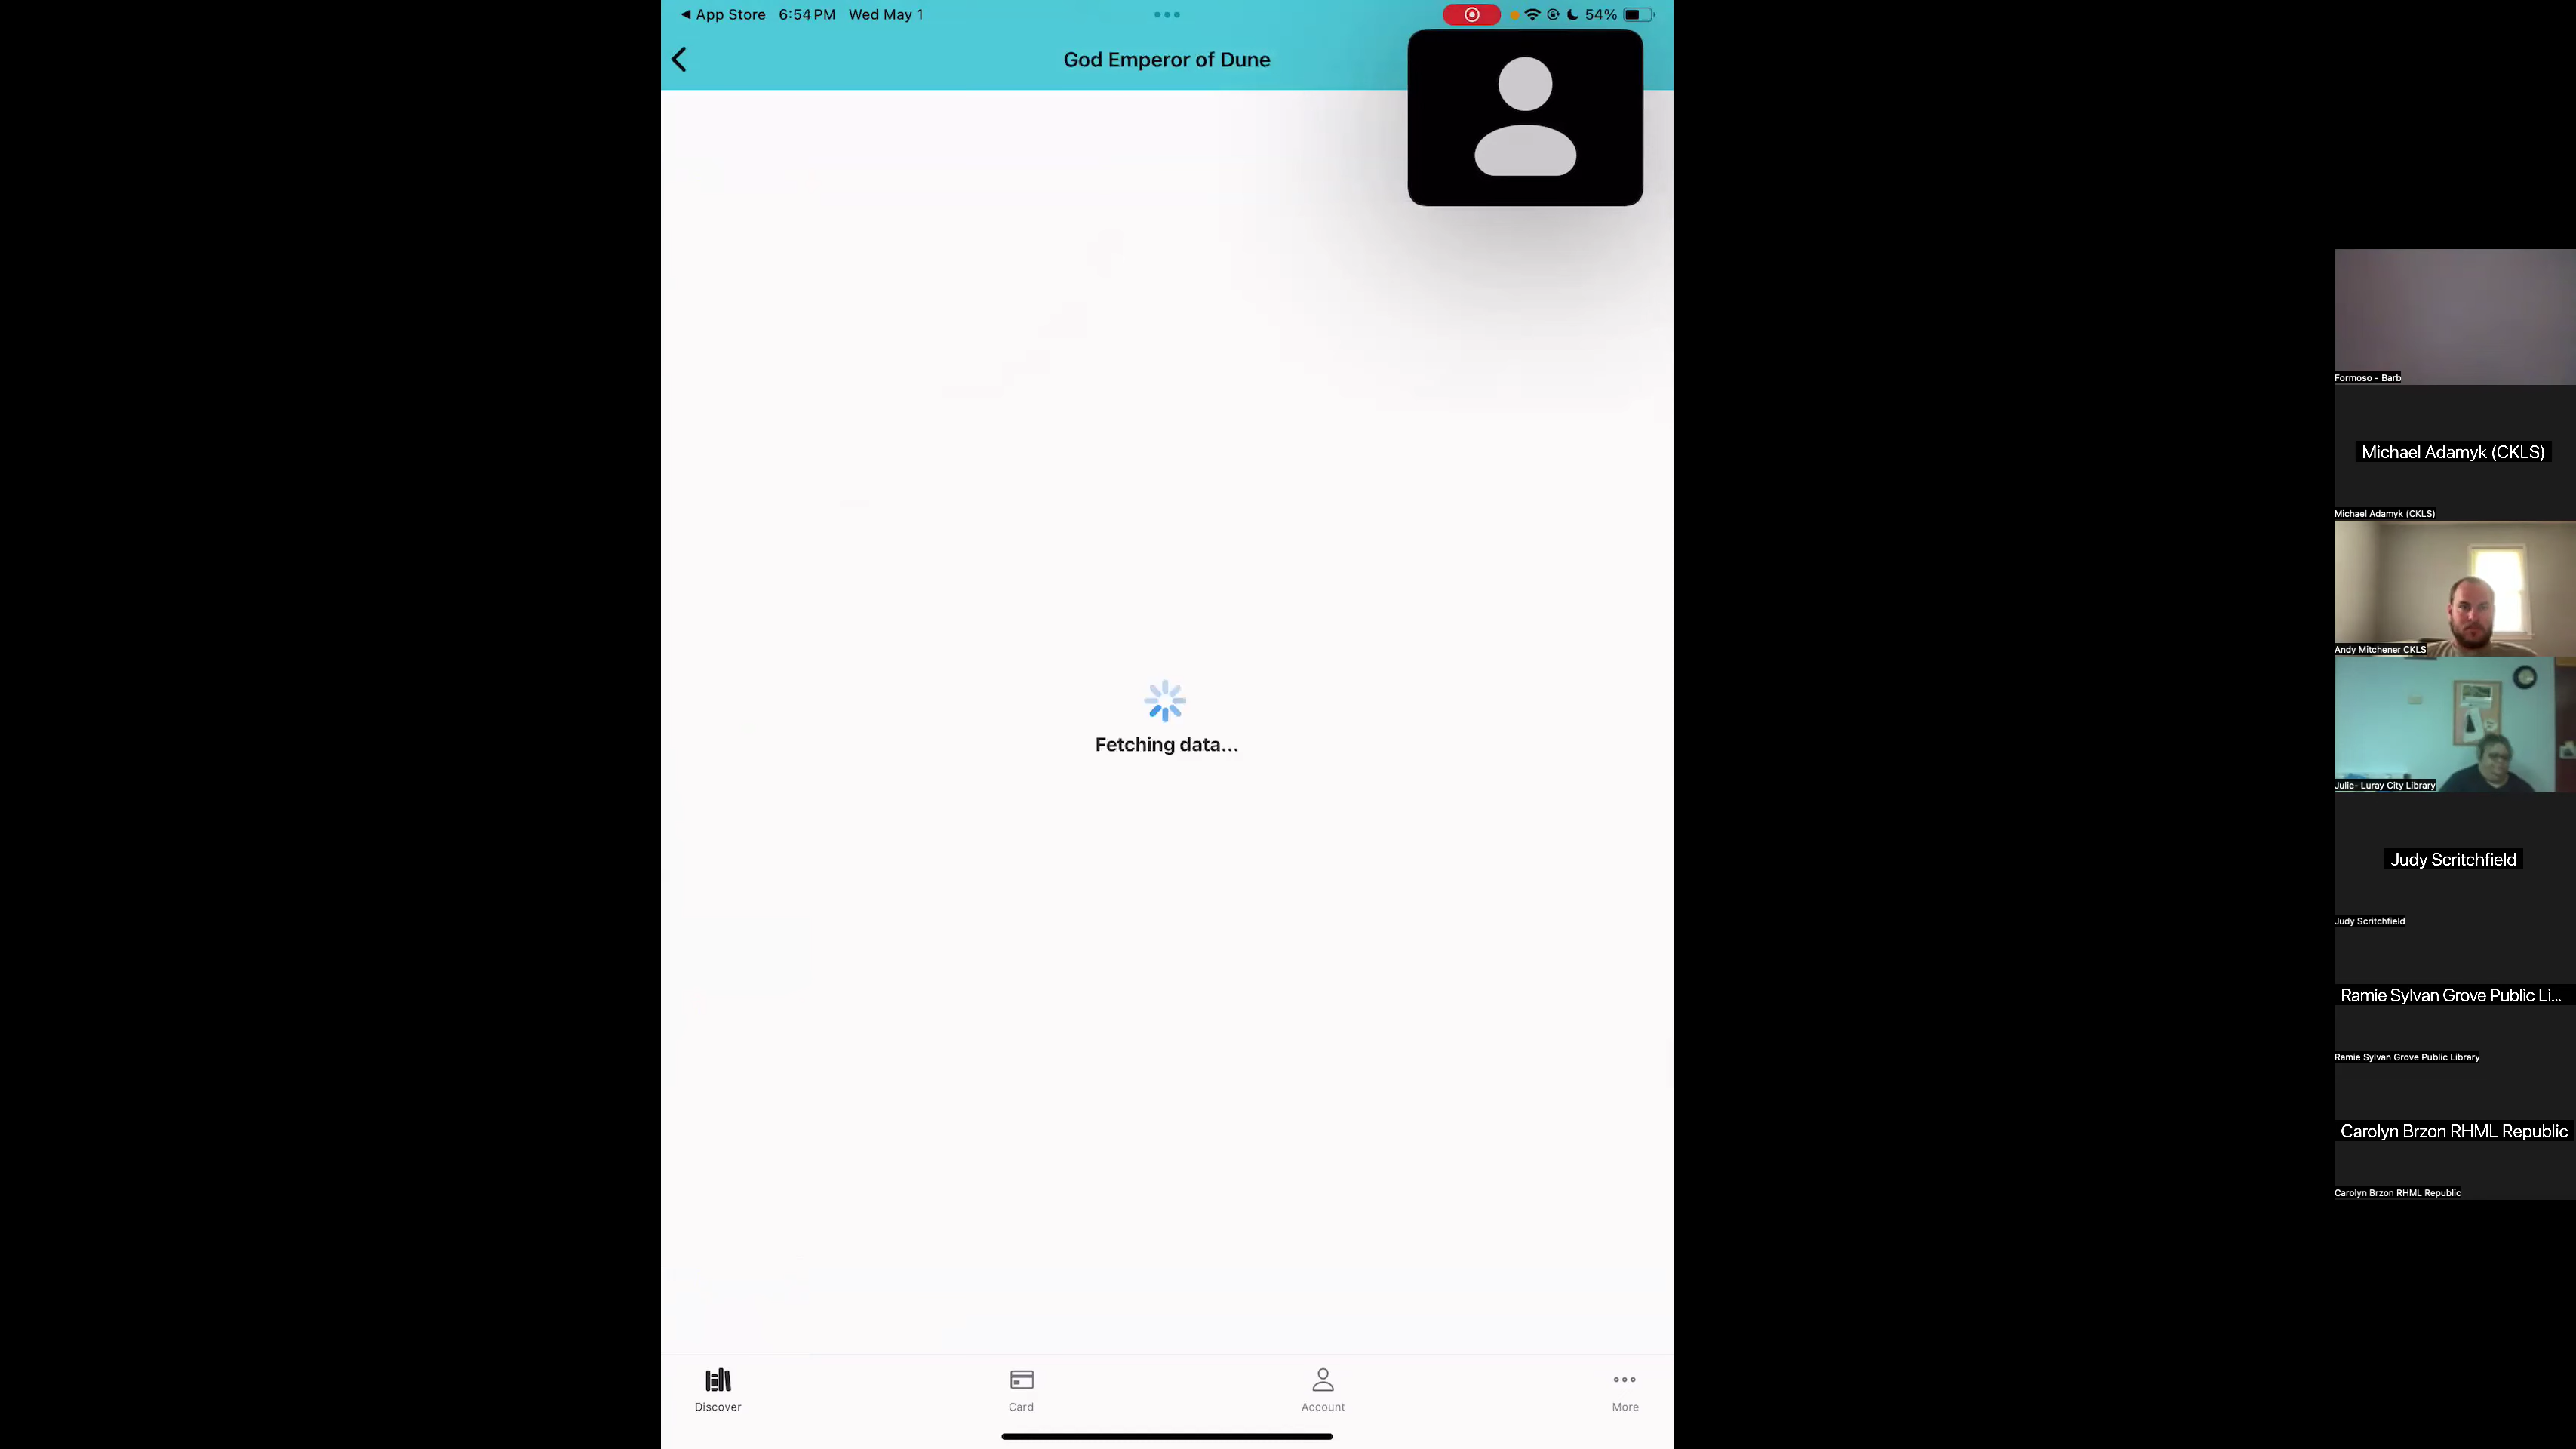 ◀ App Store 6:54 PM Wed May 1
54%
God Emperor of Dune
Fetching data...
Discover
Card
Account
More
Formoso - Barb
Michael Adamyk (CKLS)
Michael Adamyk (CKLS)
Andy Mitchener CKLS
Julie- Luray City Library
Judy Scritchfield
Judy Scritchfield
Ramie Sylvan Grove Public Li...
Ramie Sylvan Grove Public Library
Carolyn Brzon RHML Republic
Carolyn Brzon RHML Republic